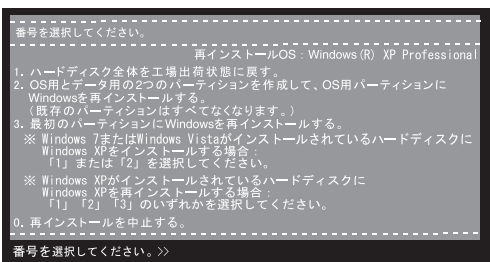 番号を選択してください。
再インストールOS：Windows(R) XP Professional
1. ハードディスク全体を工場出荷状態に戻す。
2. OS用とデータ用の2つのパーティションを作成して、OS用パーティションに
Windowsを再インストールする。
（既存のパーティションはすべてなくなります。）
3. 最初のパーティションにWindowsを再インストールする。
※ Windows 7またはWindows Vistaがインストールされているハードディスクに
Windows XPをインストールする場合：
「1」または「2」を選択してください。
※ Windows XPがインストールされているハードディスクに
Windows XPを再インストールする場合：
「1」「2」「3」のいずれかを選択してください。
0. 再インストールを中止する。
番号を選択してください。>>